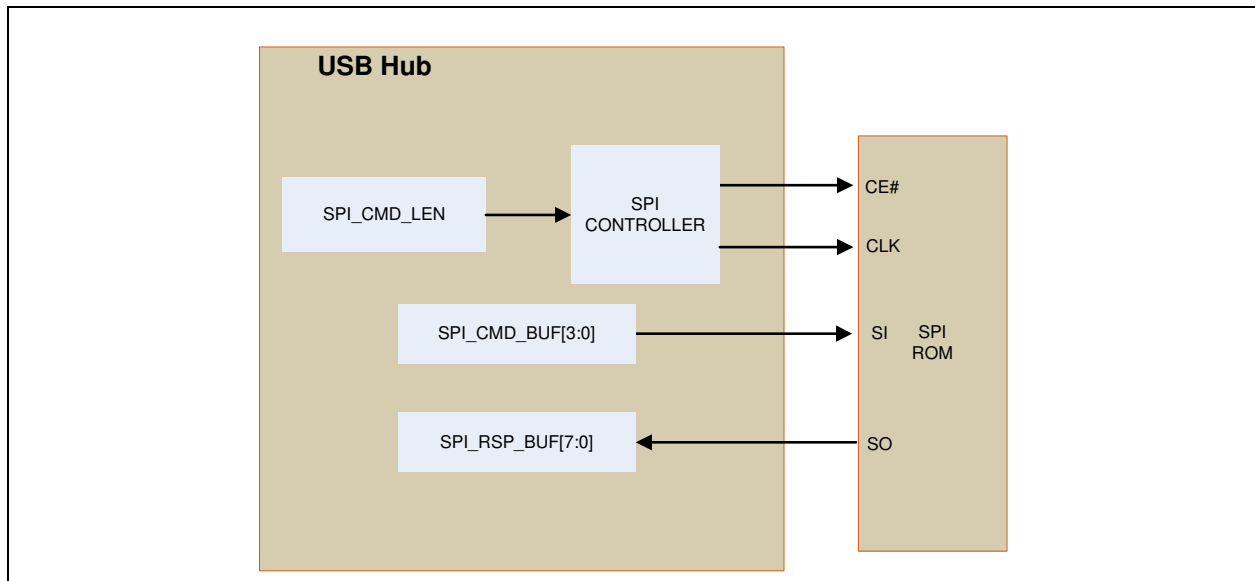 USB Hub
SPI_CMD_LEN
SPI
CONTROLLER
CE#
CLK
SPI_CMD_BUF[3:0]
SI
SPI
ROM
SPI_RSP_BUF[7:0]
SO